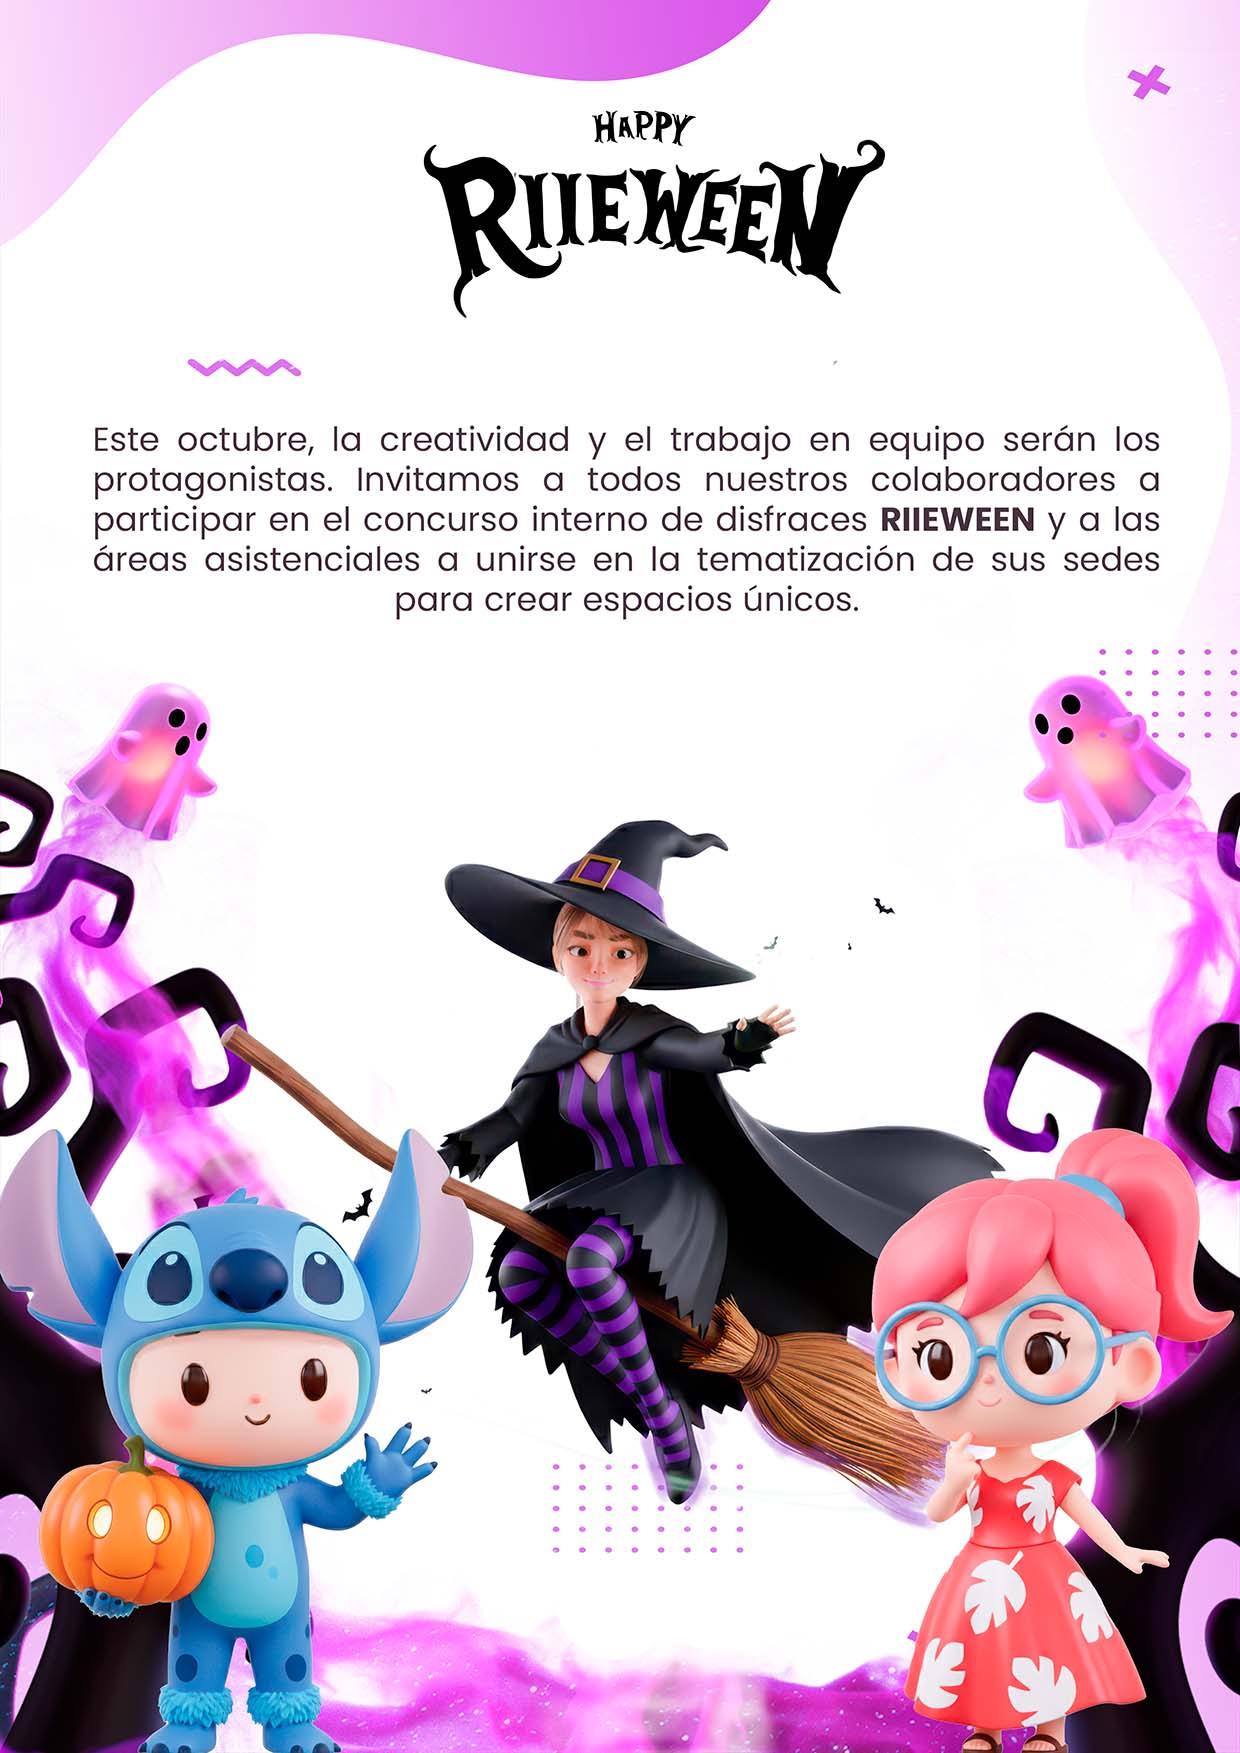 HAPPY
RIIEWEEN
Este octubre, la creatividad y el trabajo en equipo serán los
protagonistas. Invitamos a todos nuestros colaboradores a
participar en el concurso interno de disfraces RIIEWEEN y a las
áreas asistenciales a unirse en la tematización de sus sedes
para crear espacios únicos.